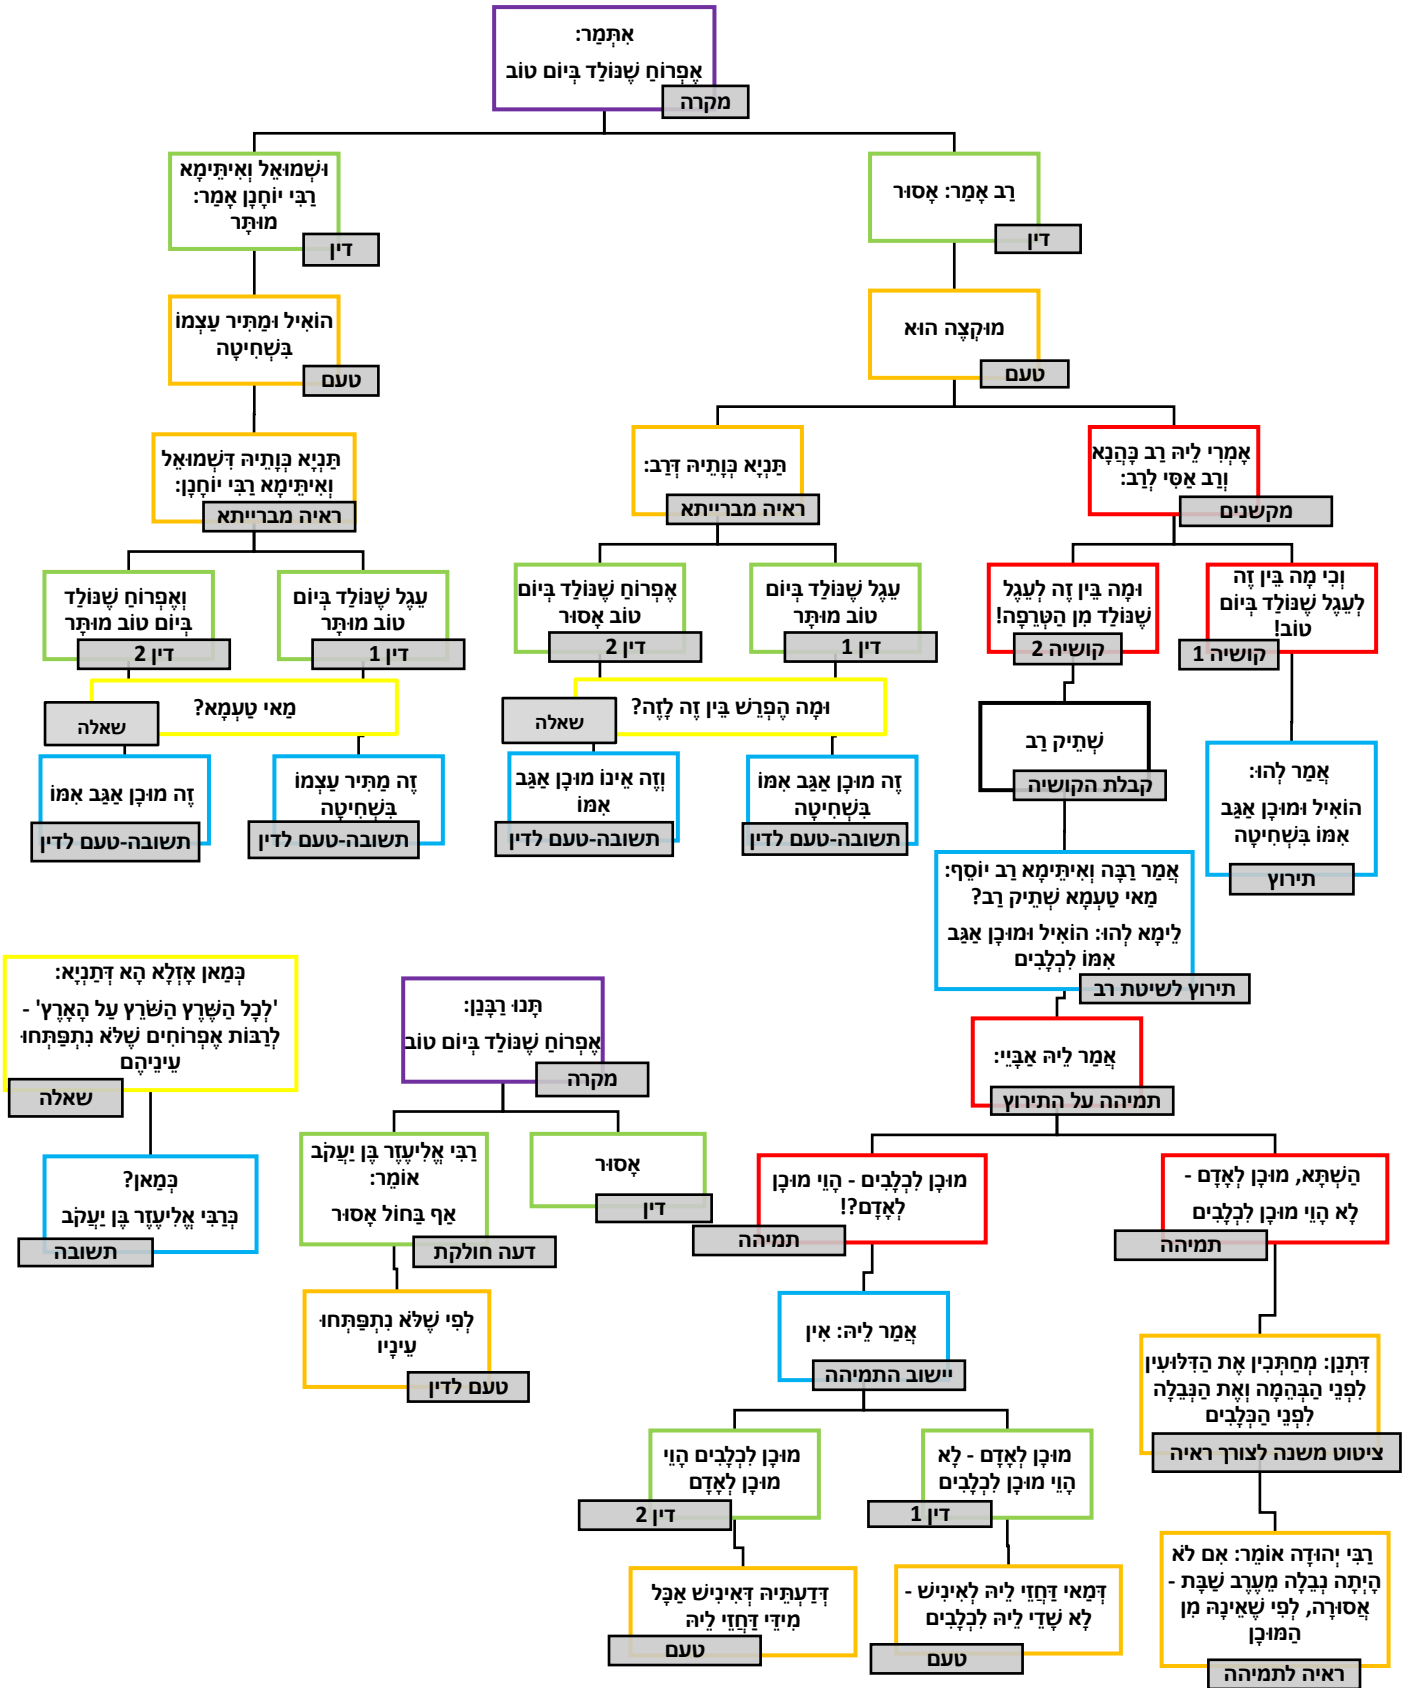 אִתְּמַר:
אֶפְרוֹחַ שֶׁנּוֹלַד בְּיוֹם טוֹב
מקרה
רַב אָמַר: אָסוּר
דין
מוּקְצֶה הוּא
טעם
אָמְרִי לֵיהּ רַב כָּהֲנָא
וְרַב אַסִּי לְרַב:
מקשנים
וְכִי מָה בֵּין זֶה
לְעֵגֶל שֶׁנּוֹלַד בְּיוֹם
טוֹב!
קושיה 1
אֲמַר לְהוּ:
הוֹאִיל וּמוּכָן אַגַּב
אִמּוֹ בִּשְׁחִיטָה
תירוץ
וּמָה בֵּין זֶה לְעֵגֶל
שֶׁנּוֹלַד מִן הַטְּרֵפָה!
קושיה 2
שְׁתֵיק רַב
קבלת הקושיה
אֲמַר רַבָּה וְאִיתֵּימָא רַב יוֹסֵף:
מַאי טַעְמָא שְׁתֵיק רַב?
לֵימָא לְהוּ: הוֹאִיל וּמוּכָן אַגַּב
אִמּוֹ לִכְלָבִים
תירוץ לשיטת רב
אֲמַר לֵיהּ אַבַּיֵי:
תמיהה על התירוץ
הַשְׁתָּא, מוּכָן לְאָדָם -
לָא הָוֵי מוּכָן לִכְלָבִים
תמיהה
דִּתְנַן: מְחַתְּכִין אֶת הַדִּלּוּעִין
לִפְנֵי הַבְּהֵמָה וְאֶת הַנְּבֵלָה
לִפְנֵי הַכְּלָבִים
ציטוט משנה לצורך ראיה
רַבִּי יְהוּדָה אוֹמֵר: אִם לֹא
הָיְתָה נְבֵלָה מֵעֶרֶב שַׁבָּת -
אֲסוּרָה, לְפִי שֶׁאֵינָהּ מִן
הַמּוּכָן
ראיה לתמיהה
מוּכָן לִכְלָבִים - הָוֵי מוּכָן
לְאָדָם?!
תמיהה
אֲמַר לֵיהּ: אִין
יישוב התמיהה
מוּכָן לְאָדָם - לָא
הָוֵי מוּכָן לִכְלָבִים
דין 1
דְּמַאי דַּחֲזֵי לֵיהּ לְאִינִישׁ -
לָא שָׁדֵי לֵיהּ לִכְלָבִים
טעם
מוּכָן לִכְלָבִים הָוֵי
מוּכָן לְאָדָם
דין 2
דְּדַעְתֵּיהּ דְּאִינִישׁ אַכָּל
מִידֵּי דַּחֲזֵי לֵיהּ
טעם
תַּנְיָא כְּוָתֵיהּ דְּרַב:
ראיה מברייתא
עֵגֶל שֶׁנּוֹלַד בְּיוֹם
טוֹב מוּתָּר
דין 1
אֶפְרוֹחַ שֶׁנּוֹלַד בְּיוֹם
טוֹב אָסוּר
דין 2
וּמָה הֶפְרֵשׁ בֵּין זֶה לָזֶה?
שאלה
זֶה מוּכָן אַגַּב אִמּוֹ
בִּשְׁחִיטָה
תשובה-טעם לדין
וְזֶה אֵינוֹ מוּכָן אַגַּב
אִמּוֹ
תשובה-טעם לדין
וּשְׁמוּאֵל וְאִיתֵּימָא
רַבִּי יוֹחָנָן אָמַר:
מוּתָּר
דין
הוֹאִיל וּמַתִּיר עַצְמוֹ
בִּשְׁחִיטָה
טעם
תַּנְיָא כְּוָתֵיהּ דִּשְׁמוּאֵל
וְאִיתֵּימָא רַבִּי יוֹחָנָן:
ראיה מברייתא
עֵגֶל שֶׁנּוֹלַד בְּיוֹם
טוֹב מוּתָּר
דין 1
וְאֶפְרוֹחַ שֶׁנּוֹלַד
בְּיוֹם טוֹב מוּתָּר
דין 2
מַאי טַעְמָא?
שאלה
זֶה מַתִּיר עַצְמוֹ
בִּשְׁחִיטָה
תשובה-טעם לדין
זֶה מוּכָן אַגַּב אִמּוֹ
תשובה-טעם לדין
תָּנוּ רַבָּנַן:
אֶפְרוֹחַ שֶׁנּוֹלַד בְּיוֹם טוֹב
מקרה
אָסוּר
דין
רַבִּי אֱלִיעֶזֶר בֶּן יַעֲקֹב
אוֹמֵר:
אַף בַּחוֹל אָסוּר
דעה חולקת
לְפִי שֶׁלֹּא נִתְפַּתְּחוּ
עֵינָיו
טעם לדין
כְּמַאן אָזְלָא הָא דְּתַנְיָא:
'לְכָל הַשֶּׁרֶץ הַשֹּׁרֵץ עַל הָאָרֶץ' -
לְרַבּוֹת אֶפְרוֹחִים שֶׁלֹּא נִתְפַּתְּחוּ
עֵינֵיהֶם
שאלה
כְּמַאן?
כְּרַבִּי אֱלִיעֶזֶר בֶּן יַעֲקֹב
תשובה